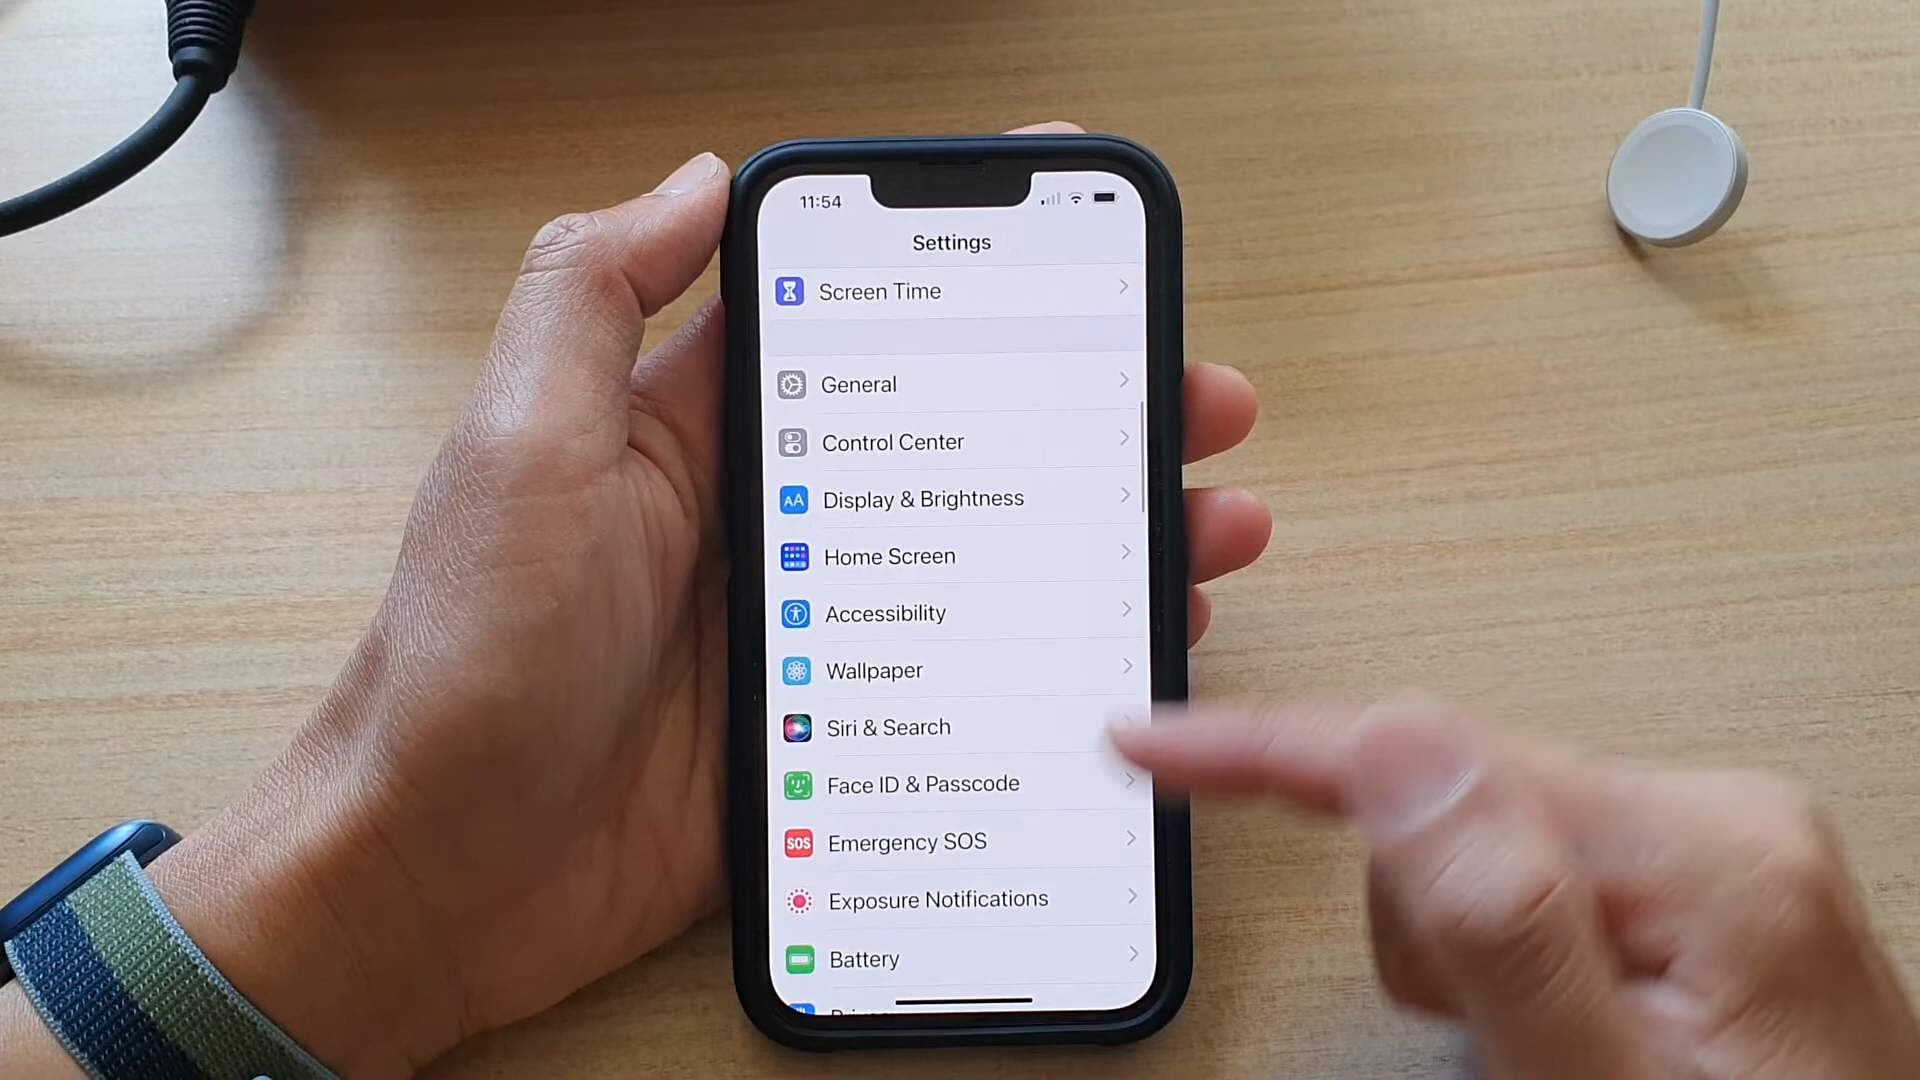 11:54
Settings
Screen Time
General
Control Center
AA Display & Brightness
Home Screen
Accessibility
Wallpaper
Siri & Search
Face ID & Passcode
SOS Emergency SOS
Exposure Notifications
Battery